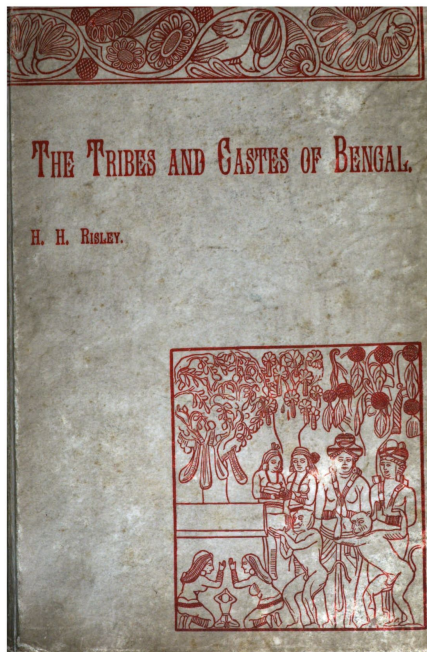 THE TRIBES AND CASTES OF BENGAL.
H. H. RISLEY.